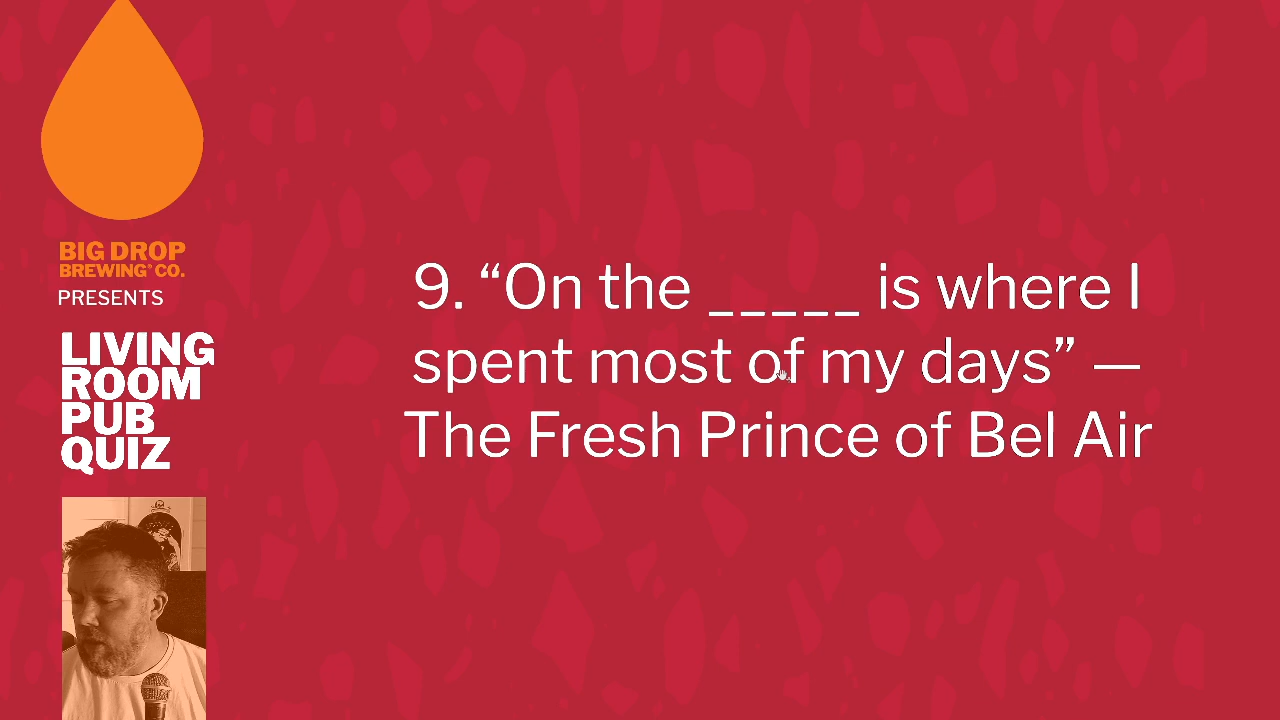 BIG DROP
BREWING® CO.
PRESENTS
LIVING
ROOM
PUB
QUIZ
9. “On the _____ is where I
spent most of my days” —
The Fresh Prince of Bel Air